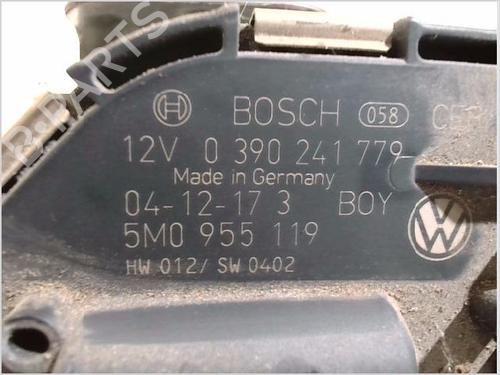 BOSCH 058
12V 0 390 241 779
Made in Germany
04-12-17 3 BOY
5M0 955 119
HW 012/ SW 0402